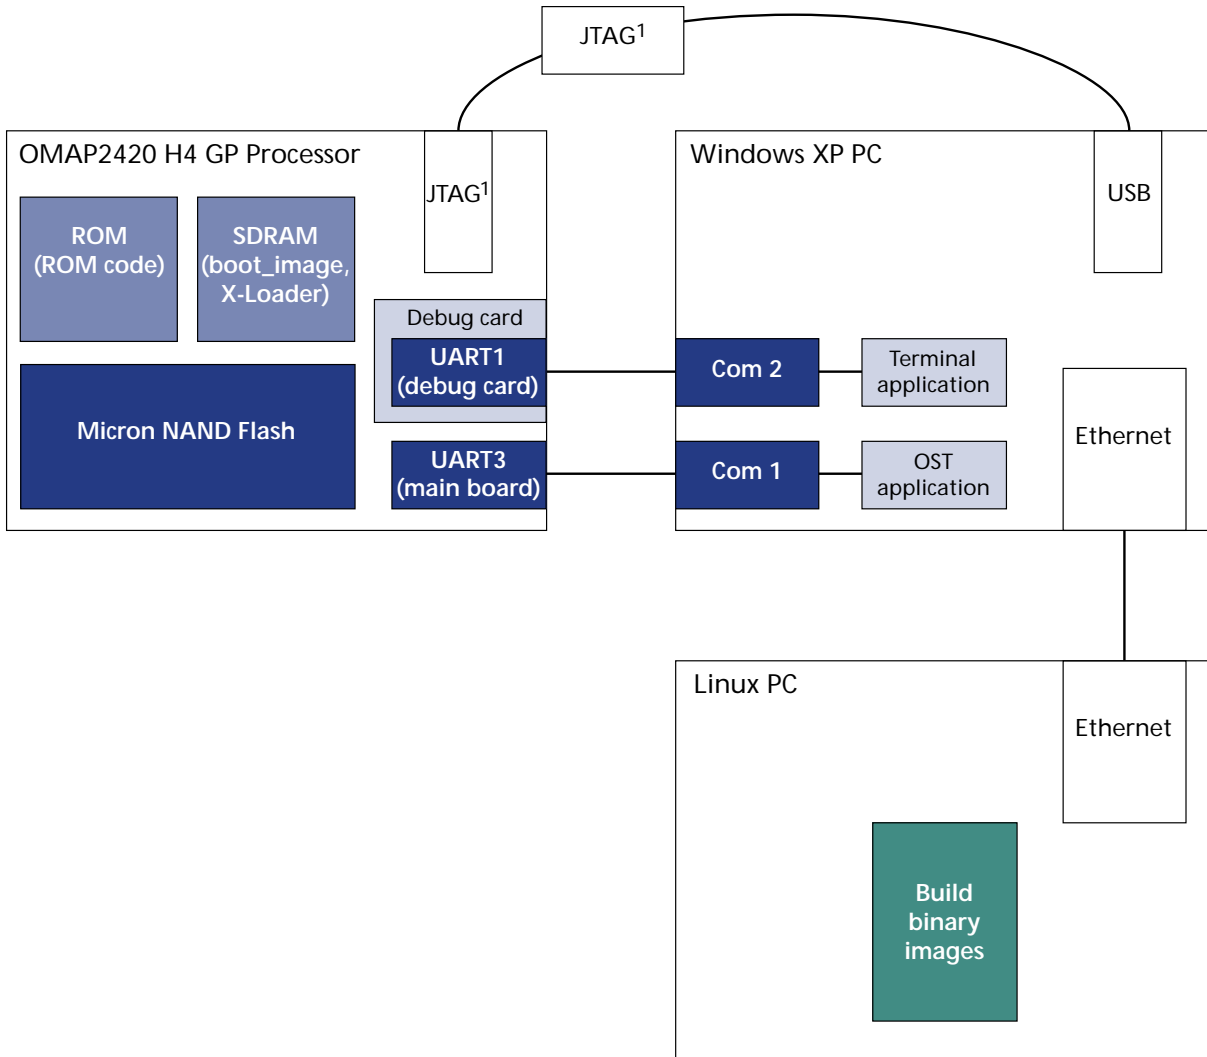 JTAG1
OMAP2420 H4 GP Processor
JTAG1
ROM
(ROM code)
SDRAM
(boot_image,
X-Loader)
Debug card
UART1
(debug card)
Micron NAND Flash
UART3
(main board)
Windows XP PC
USB
Com 2
Terminal
application
Com 1
OST
application
Ethernet
Linux PC
Ethernet
Build
binary
images